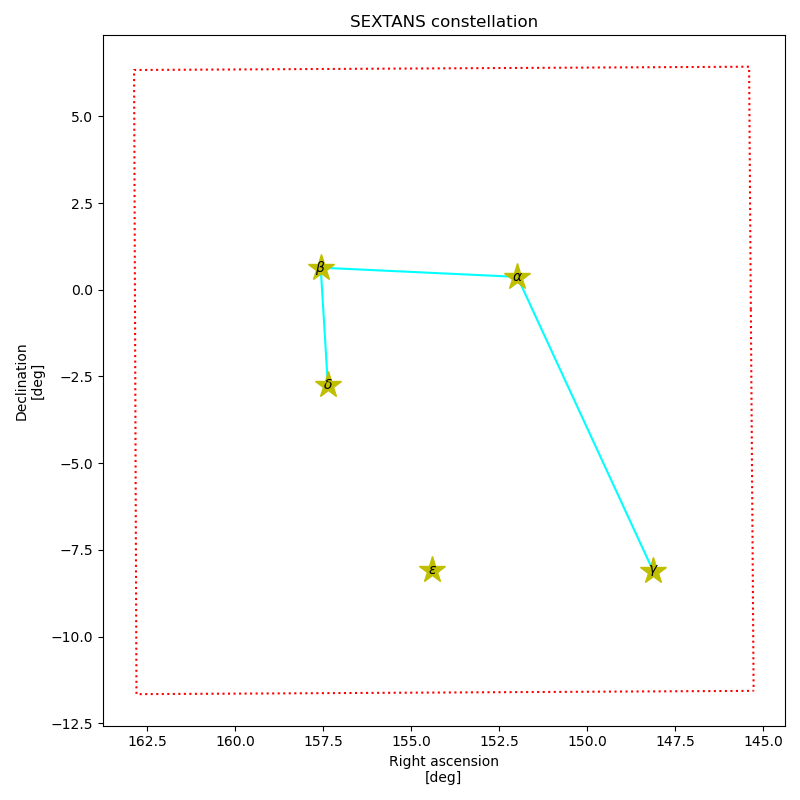 SEXTANS constellation
5.0
2.5
0.0
−2.5
−5.0
−7.5
−10.0
−12.5
Declination
[deg]
β
α
δ
ε
γ
162.5 160.0 157.5 155.0 152.5 150.0 147.5 145.0
Right ascension
[deg]